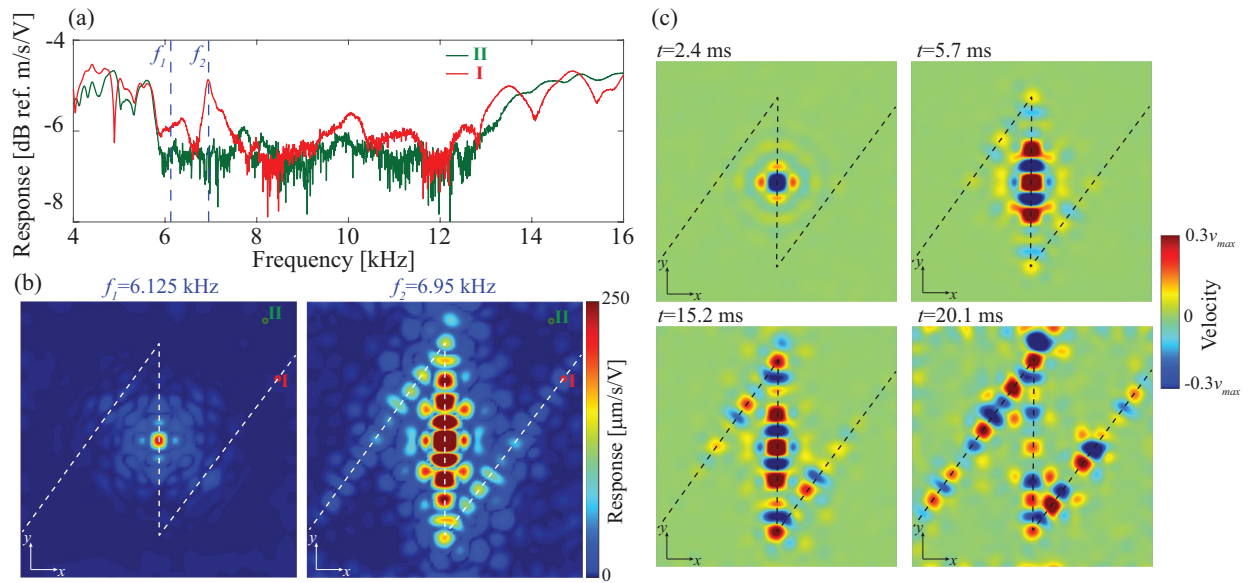 (a)
Response [dB ref. m/s/V]
-4
-6
-8
f1
f2
II
I
4 6 8 10 12 14 16
Frequency [kHz]
(b)
f1=6.125 kHz
f2=6.95 kHz
II
I
y
x
II
I
y
x
250
Response [μm/s/V]
0
(c)
t=2.4 ms
t=5.7 ms
y
x
y
x
t=15.2 ms
t=20.1 ms
y
x
y
x
0.3vmax
0
-0.3vmax
Velocity